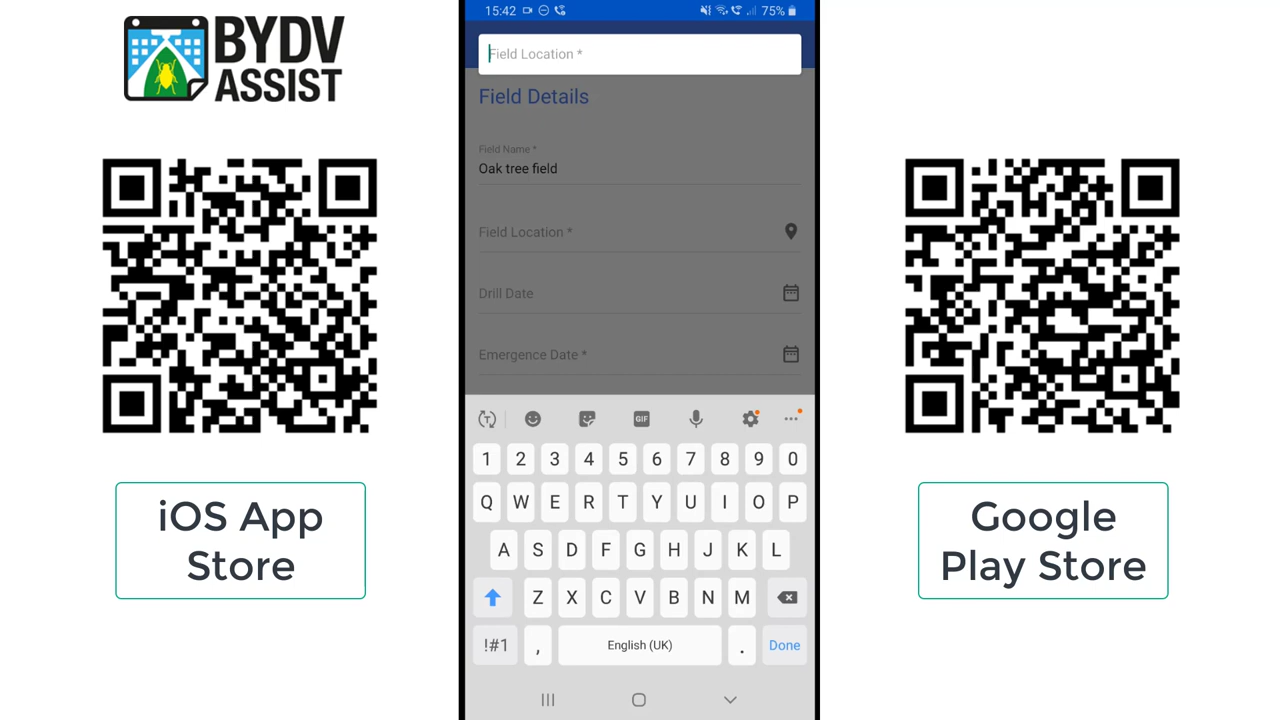 BYDV
ASSIST
iOS App
Store
15:42
75%
Field Location *
Field Details
Field Name *
Oak tree field
Field Location *
Drill Date
Emergence Date *
T
GIF
1 2 3 4 5 6 7 8 9 0
Q W E R T Y U I O P
A S D F G H J K L
Z X C V B N M
!#1 , English (UK) . Done
Google
Play Store